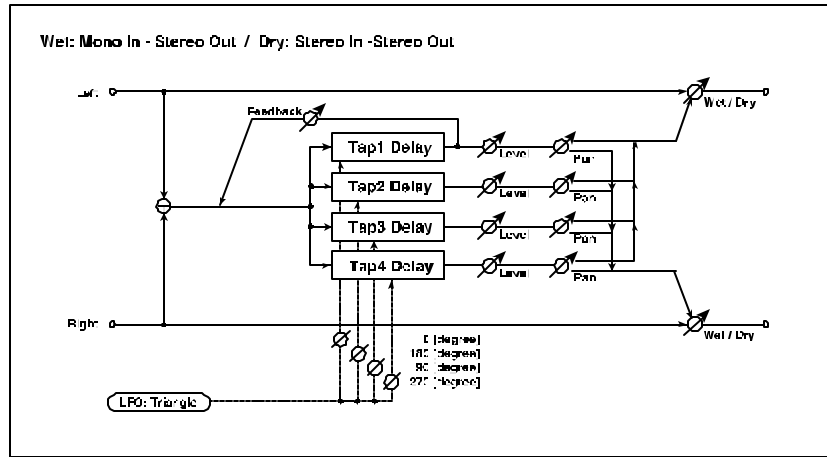 Wet: Mono In - Stereo Out / Dry: Stereo In -Stereo Out
Left
Wet / Dry
Feedback
Tap1 Delay
Level
Pan
Tap2 Delay
Level
Pan
Tap3 Delay
Level
Pan
Tap4 Delay
Level
Pan
Right
Wet / Dry
0 [degree]
180 [degree]
90 [degree]
270 [degree]
LFO: Triangle